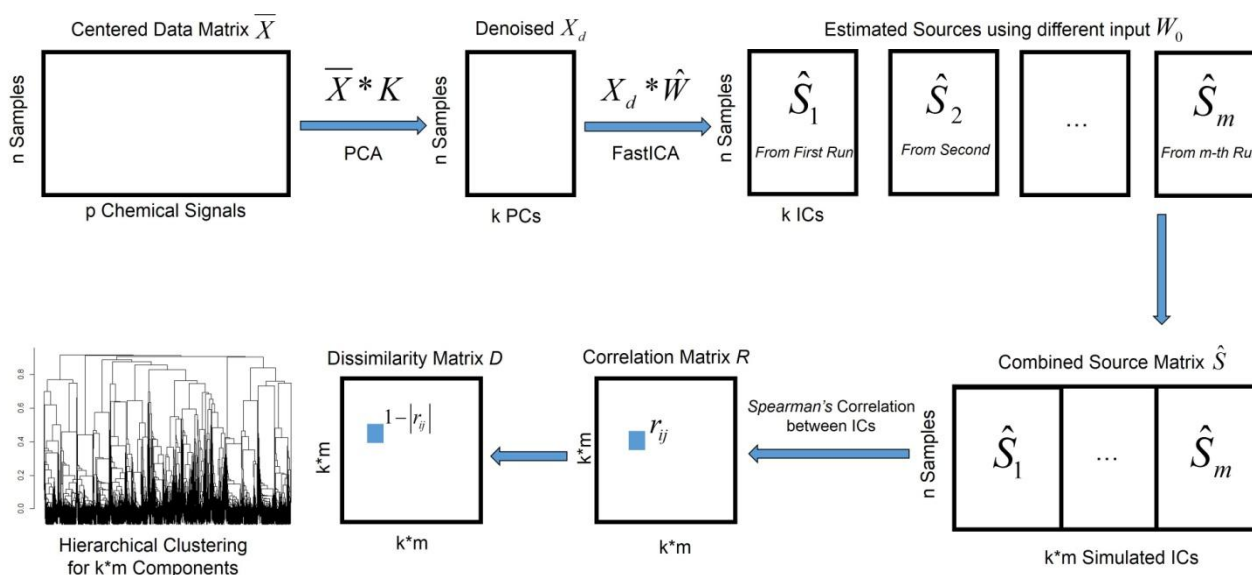 Centered Data Matrix X̅
n Samples
p Chemical Signals
X̅ * K
PCA
Denoised X_d
n Samples
k PCs
X_d * Ŵ
FastICA
Estimated Sources using different input W_0
n Samples
Ŝ_1
From First Run
Ŝ_2
From Second
...
Ŝ_m
From m-th Ru
k ICs
Combined Source Matrix Ŝ
n Samples
Ŝ_1
...
Ŝ_m
k*m Simulated ICs
Spearman's Correlation
between ICs
Correlation Matrix R
r_ij
k*m
k*m
Dissimilarity Matrix D
1-|r_ij|
k*m
k*m
0.8
0.6
0.4
0.2
0.0
Hierarchical Clustering
for k*m Components